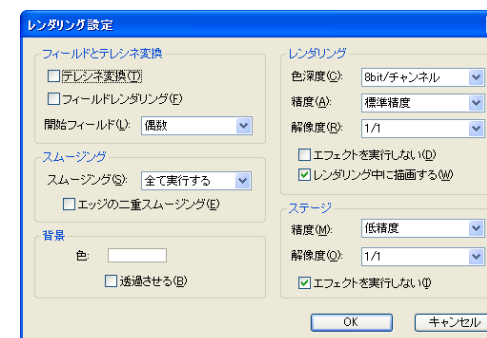 レンダリング設定
フィールドとテレシネ変換
テレシネ変換(T)
フィールドレンダリング(F)
開始フィールド(L): 偶数
スムージング
スムージング(S): 全て実行する
エッジの二重スムージング(E)
背景
色:
透過させる(B)
レンダリング
色深度(C): 8bit/チャンネル
精度(A): 標準精度
解像度(R): 1/1
エフェクトを実行しない(D)
レンダリング中に描画する(W)
ステージ
精度(M): 低精度
解像度(O): 1/1
エフェクトを実行しない(I)
OK キャンセル